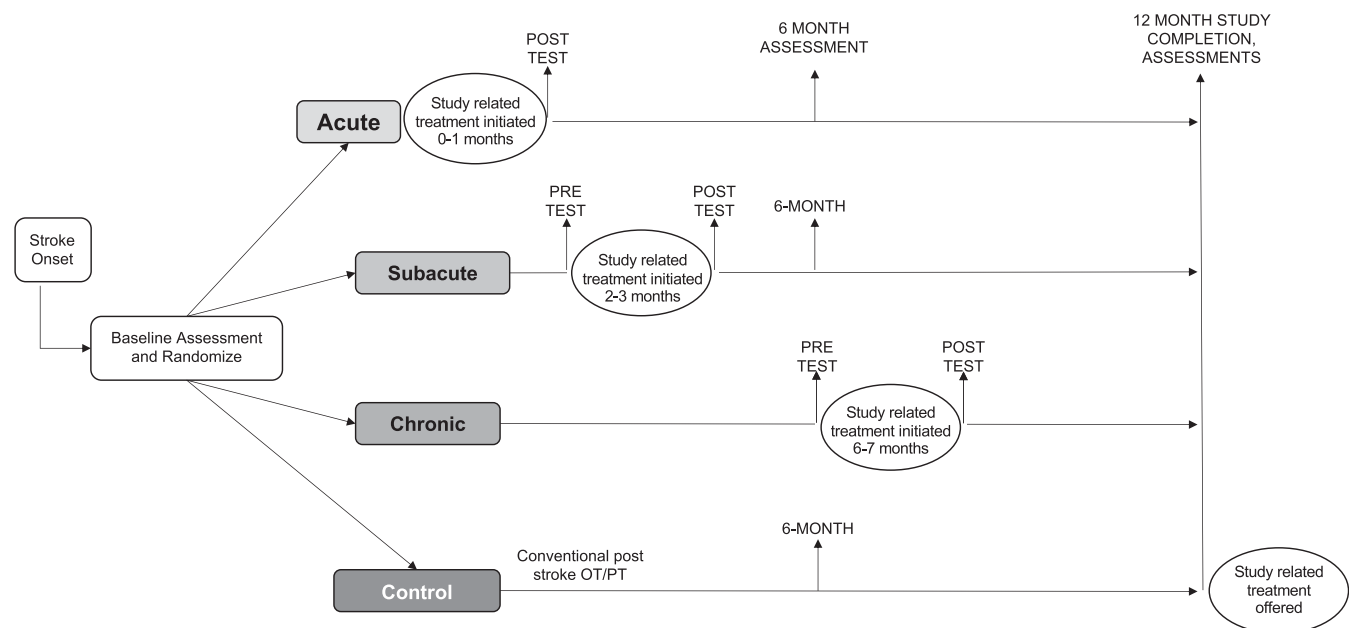 12 MONTH STUDY
COMPLETION,
ASSESSMENTS
6 MONTH
ASSESSMENT
POST
TEST
Acute
Study related
treatment initiated
0-1 months
PRE
TEST
POST
TEST
6-MONTH
Stroke
Onset
Subacute
Study related
treatment initiated
2-3 months
Baseline Assessment
and Randomize
PRE
TEST
POST
TEST
Chronic
Study related
treatment initiated
6-7 months
6-MONTH
Conventional post
stroke OT/PT
Control
Study related
treatment
offered